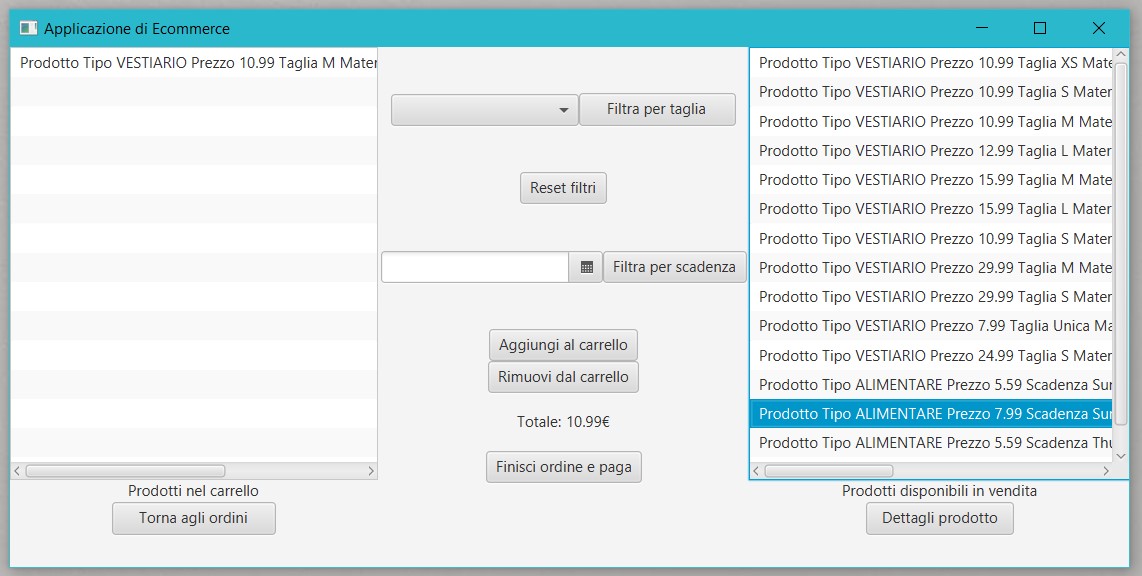 Applicazione di Ecommerce
Prodotto Tipo VESTIARIO Prezzo 10.99 Taglia M Mater
Filtra per taglia
Reset filtri
Filtra per scadenza
Aggiungi al carrello
Rimuovi dal carrello
Totale: 10.99€
Finisci ordine e paga
Prodotto Tipo VESTIARIO Prezzo 10.99 Taglia XS Mate
Prodotto Tipo VESTIARIO Prezzo 10.99 Taglia S Mater
Prodotto Tipo VESTIARIO Prezzo 10.99 Taglia M Mate
Prodotto Tipo VESTIARIO Prezzo 12.99 Taglia L Mater
Prodotto Tipo VESTIARIO Prezzo 15.99 Taglia M Mate
Prodotto Tipo VESTIARIO Prezzo 15.99 Taglia L Mater
Prodotto Tipo VESTIARIO Prezzo 10.99 Taglia S Mater
Prodotto Tipo VESTIARIO Prezzo 29.99 Taglia M Mate
Prodotto Tipo VESTIARIO Prezzo 29.99 Taglia S Mater
Prodotto Tipo VESTIARIO Prezzo 7.99 Taglia Unica Ma
Prodotto Tipo VESTIARIO Prezzo 24.99 Taglia S Mater
Prodotto Tipo ALIMENTARE Prezzo 5.59 Scadenza Sun
Prodotto Tipo ALIMENTARE Prezzo 7.99 Scadenza Sun
Prodotto Tipo ALIMENTARE Prezzo 5.59 Scadenza Thu
Prodotti nel carrello
Torna agli ordini
Prodotti disponibili in vendita
Dettagli prodotto